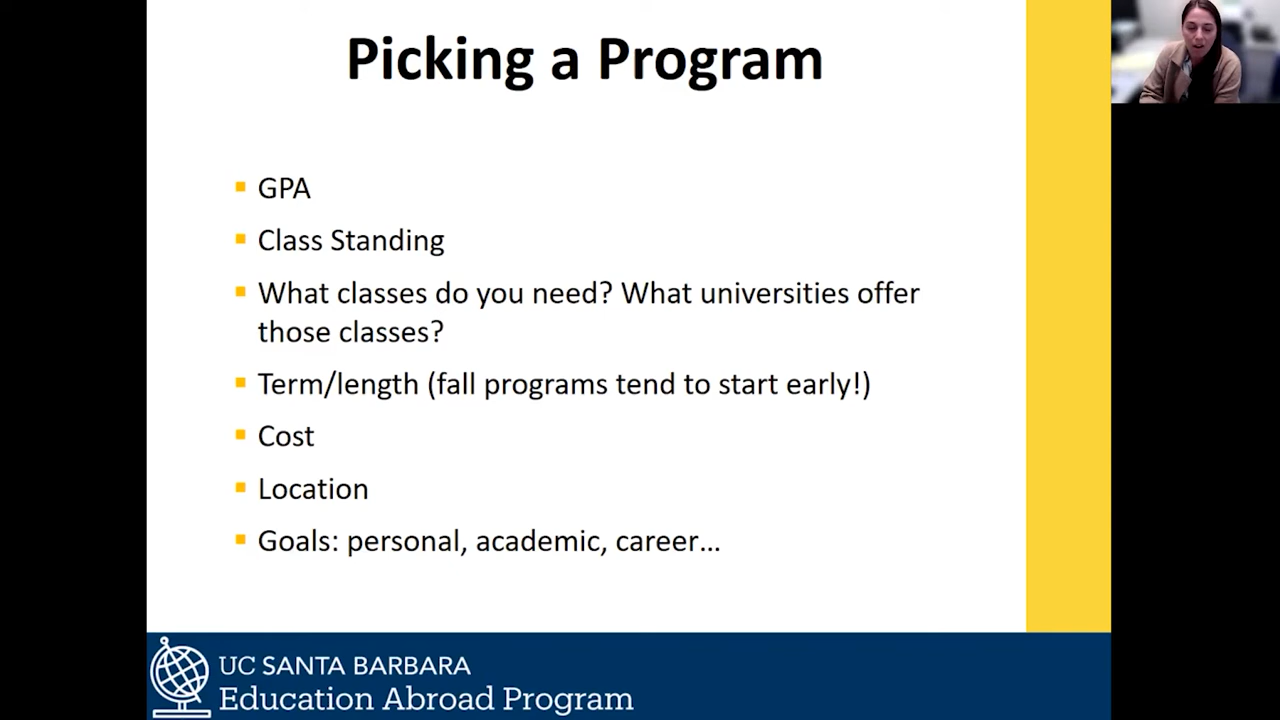 Picking a Program
GPA
Class Standing
What classes do you need? What universities offer
those classes?
Term/length (fall programs tend to start early!)
Cost
Location
Goals: personal, academic, career...
UC SANTA BARBARA
Education Abroad Program